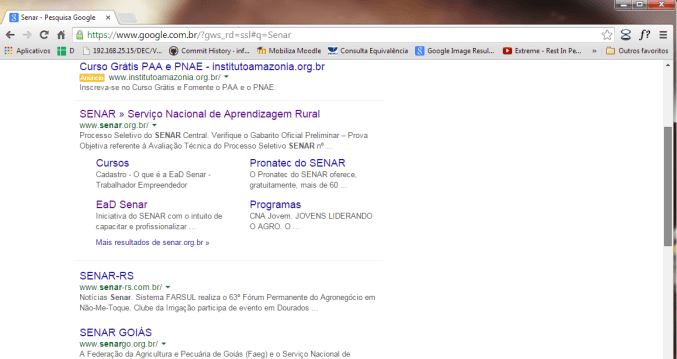 Senar - Pesquisa Google
https://www.google.com.br/?gws_rd=ssl#q=Senar
Aplicativos D 192.168.25.15/DEC/V... Commit History - inf... Mobiliza Moodle Consulta Equivalência Google Image Resul... Extreme - Rest In Pe... » Outros favoritos
Curso Grátis PAA e PNAE - institutoamazonia.org.br
Anúncio www.institutoamazonia.org.br/
Inscreva-se no Curso Grátis e Fomente o PAA e o PNAE.
SENAR » Serviço Nacional de Aprendizagem Rural
www.senar.org.br/
Processo Seletivo do SENAR Central. Verifique o Gabarito Oficial Preliminar – Prova
Objetiva referente à Avaliação Técnica do Processo Seletivo SENAR nº ...
Cursos
Cadastro - O que é a EaD Senar -
Trabalhador Empreendedor
Pronatec do SENAR
O Pronatec do SENAR oferece,
gratuitamente, mais de 60 ...
EaD Senar
Iniciativa do SENAR com o intuito de
capacitar e profissionalizar ...
Programas
CNA Jovem. JOVENS LIDERANDO
O AGRO. O ...
Mais resultados de senar.org.br »
SENAR-RS
www.senar-rs.com.br/
Notícias Senar. Sistema FARSUL realiza o 63º Fórum Permanente do Agronegócio em
Não-Me-Toque. Clube da Irrigação participa de evento em Dourados ...
SENAR GOIÁS
www.senargo.org.br/
A Federação da Agricultura e Pecuária de Goiás (Faeg) e o Serviço Nacional de